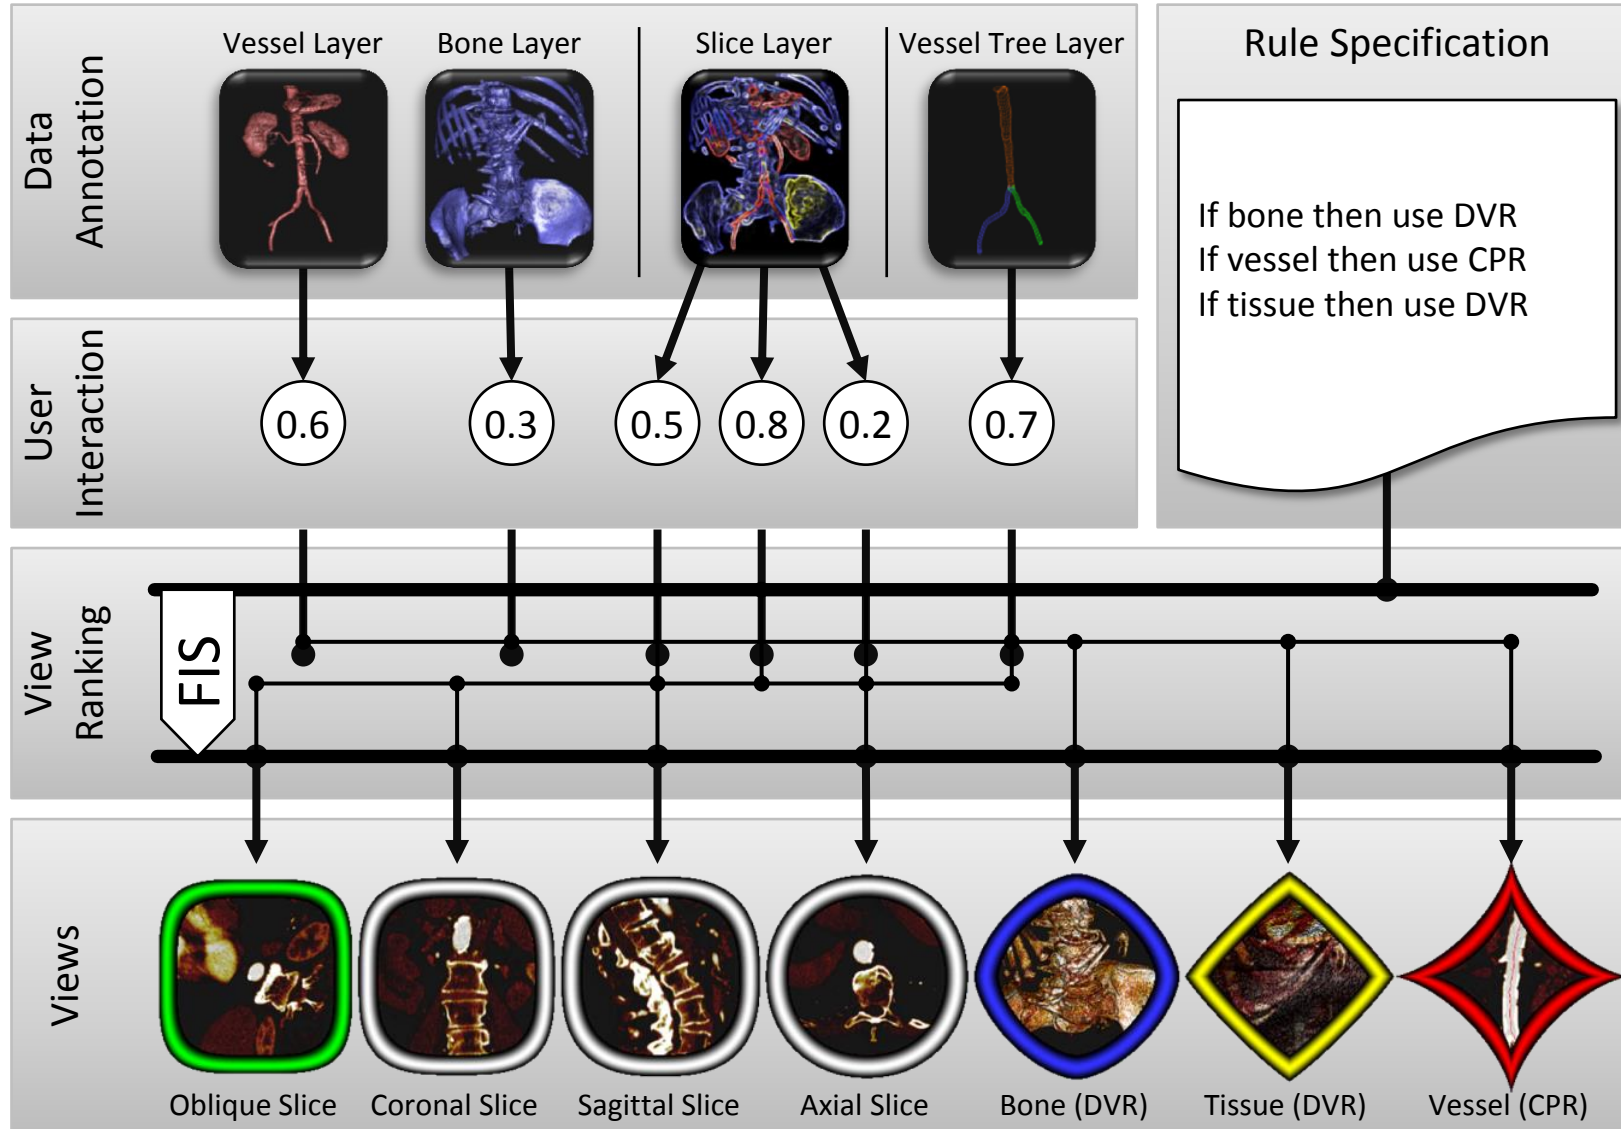 Data
Annotation
Vessel Layer
Bone Layer
Slice Layer
Vessel Tree Layer
Rule Specification
If bone then use DVR
If vessel then use CPR
If tissue then use DVR
User
Interaction
0.6
0.3
0.5
0.8
0.2
0.7
View
Ranking
FIS
Views
Oblique Slice
Coronal Slice
Sagittal Slice
Axial Slice
Bone (DVR)
Tissue (DVR)
Vessel (CPR)